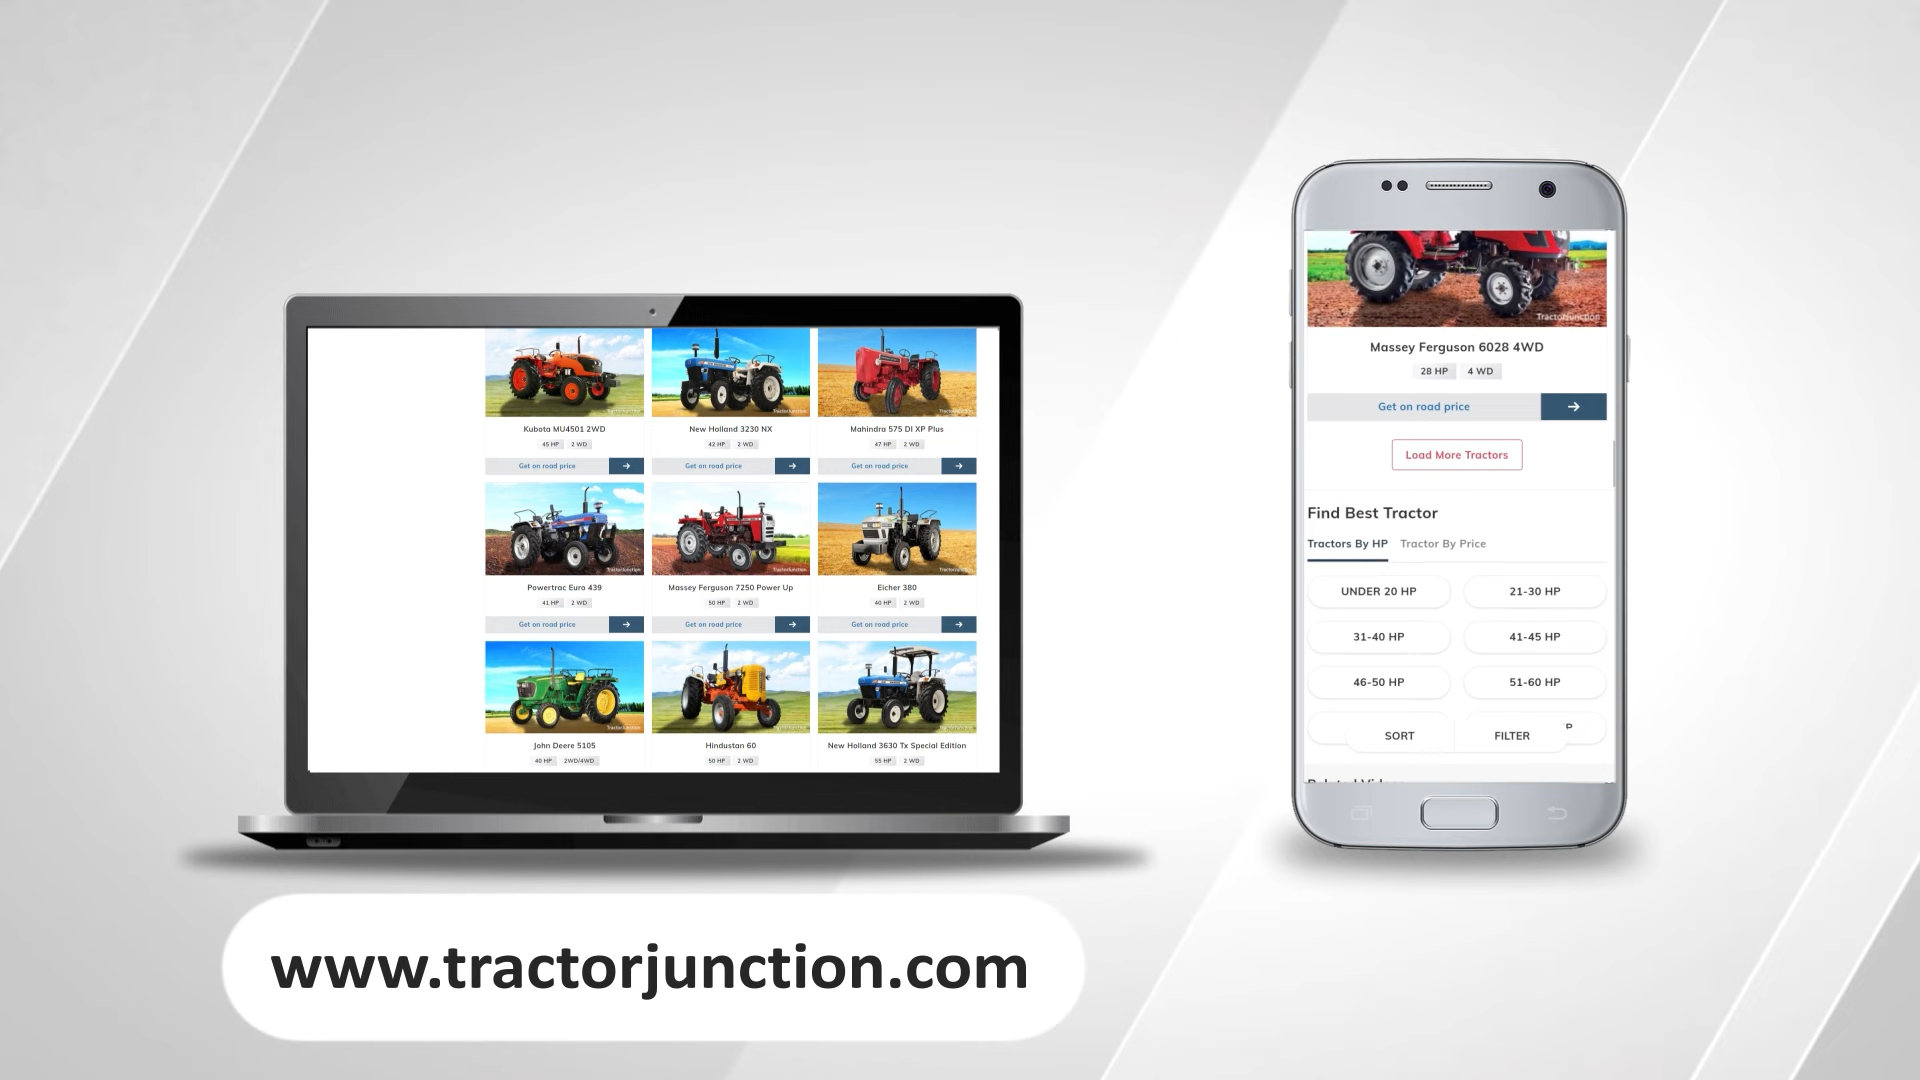 Kubota MU4501 2WD
45 HP 2 WD
Get on road price
New Holland 3230 NX
42 HP 2 WD
Get on road price
Mahindra 575 DI XP Plus
47 HP 2 WD
Get on road price
Powertrac Euro 439
41 HP 2 WD
Get on road price
Massey Ferguson 7250 Power Up
50 HP 2 WD
Get on road price
Eicher 380
40 HP 2 WD
Get on road price
John Deere 5105
40 HP 2WD/4WD
Hindustan 60
50 HP 2 WD
New Holland 3630 Tx Special Edition
55 HP 2 WD
TractorJunction
Massey Ferguson 6028 4WD
28 HP 4 WD
Get on road price
Load More Tractors
Find Best Tractor
Tractors By HP Tractor By Price
UNDER 20 HP 21-30 HP
31-40 HP 41-45 HP
46-50 HP 51-60 HP
SORT FILTER
www.tractorjunction.com